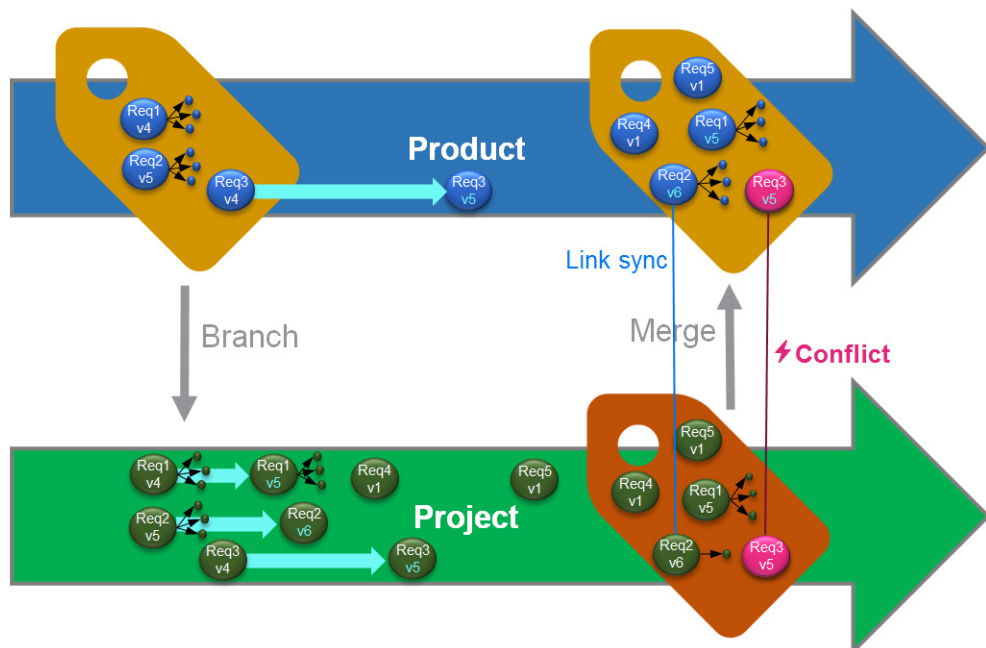 Req1
v4
Req2
v5
Req3
v4
Product
Req3
v5
Req5
v1
Req4
v1
Req1
v5
Req2
v6
Req3
v5
Link sync
Branch
Merge
Conflict
Req1
v4
Req1
v5
Req4
v1
Req5
v1
Req2
v5
Req2
v6
Project
Req3
v4
Req3
v5
Req5
v1
Req4
v1
Req1
v5
Req2
v6
Req3
v5